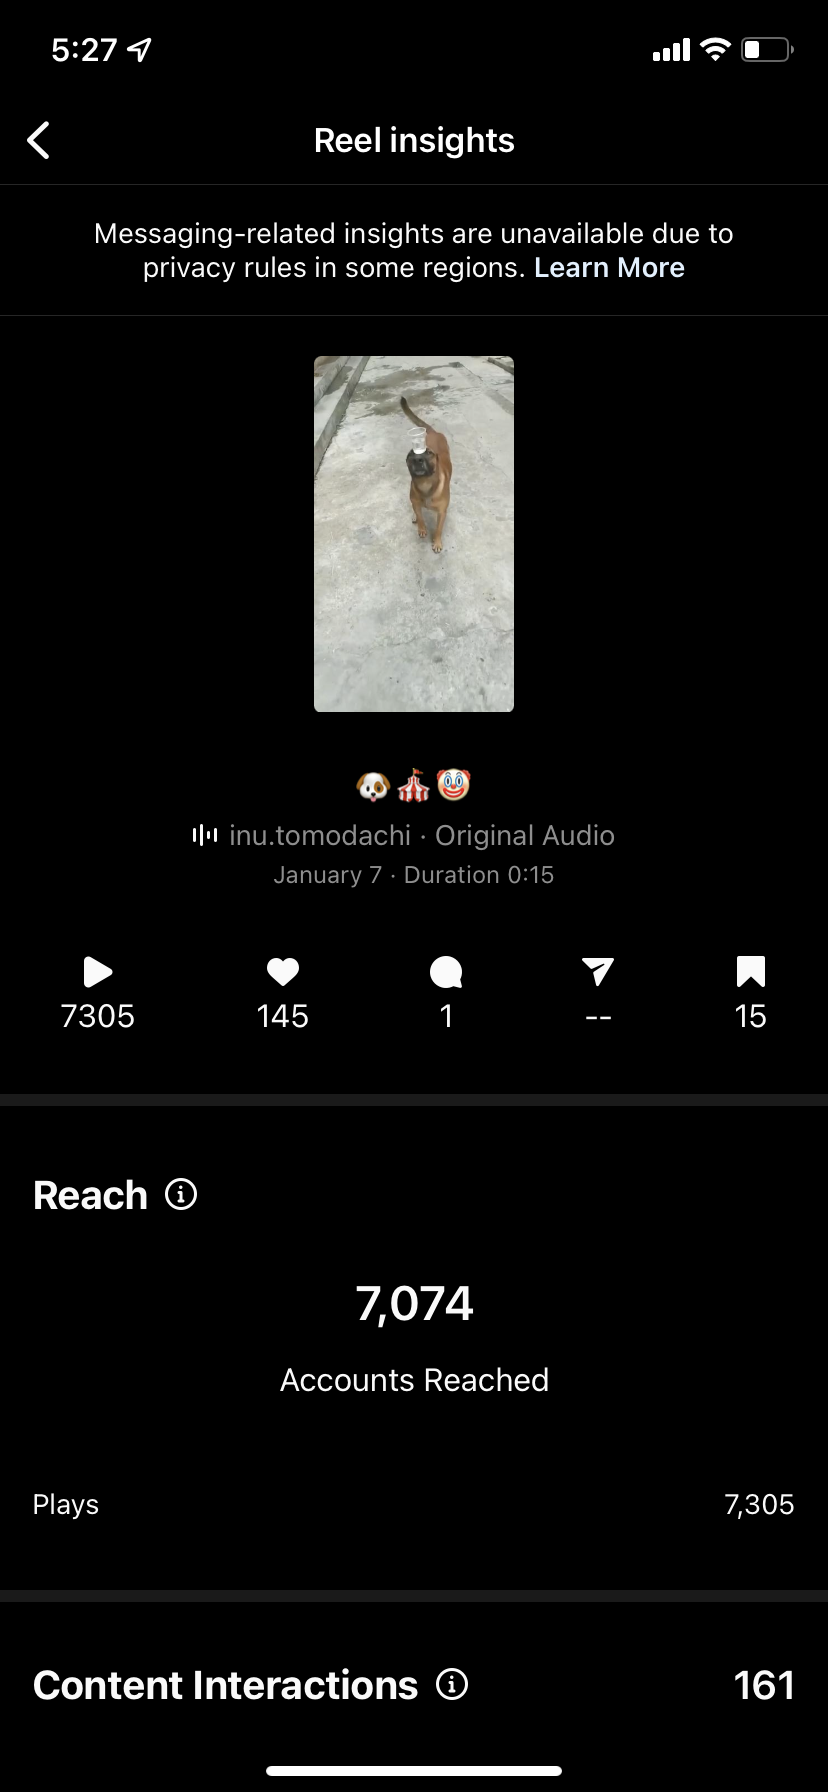 5:27
Reel insights
Messaging-related insights are unavailable due to
privacy rules in some regions. Learn More
🐶🎪🤡
inu.tomodachi · Original Audio
January 7 · Duration 0:15
7305 145 1 -- 15
Reach
7,074
Accounts Reached
Plays 7,305
Content Interactions 161